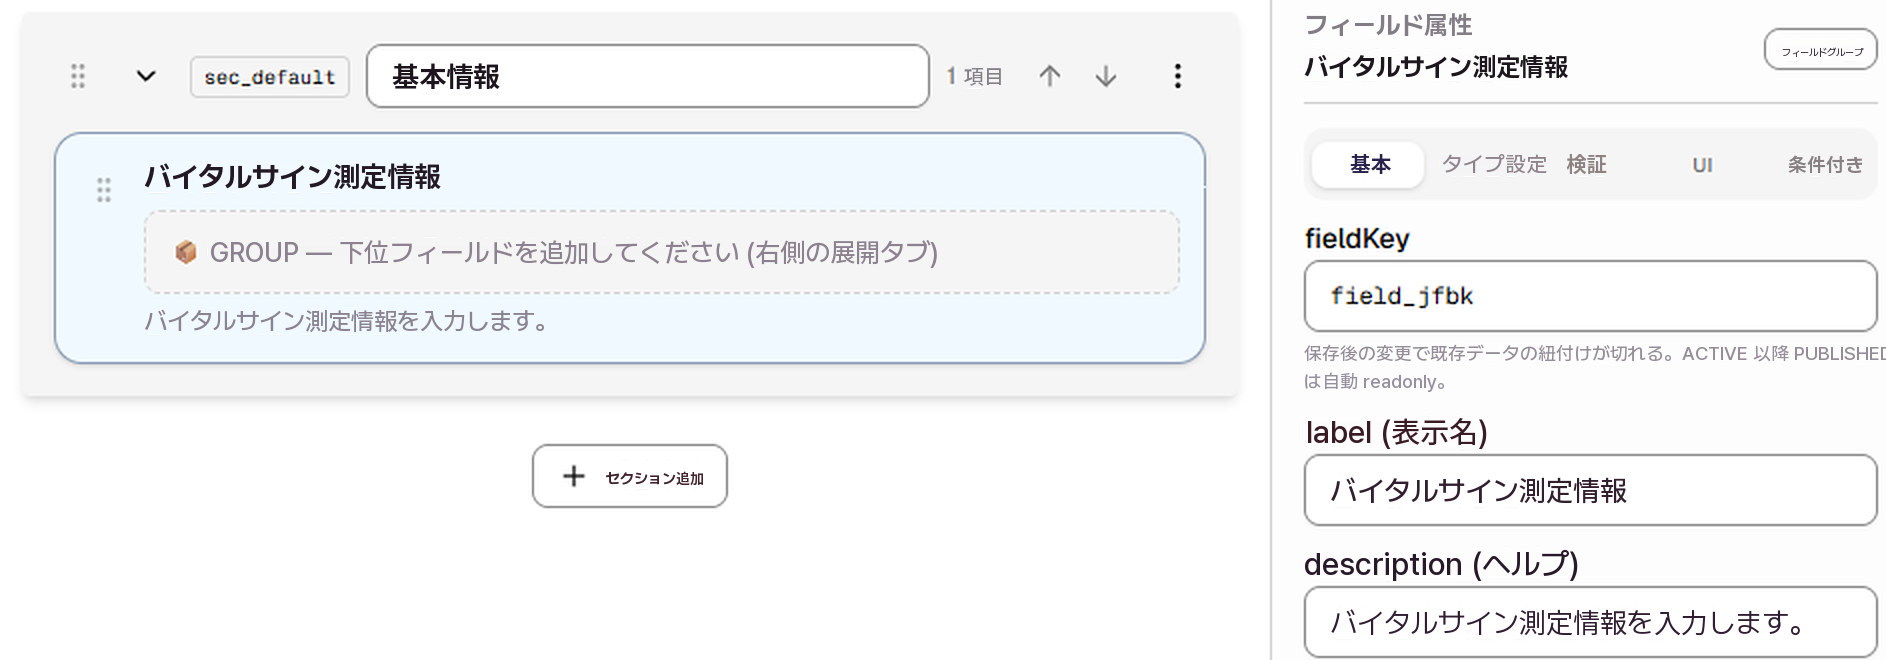 sec_default 基本情報 1 項目
バイタルサイン測定情報
GROUP — 下位フィールドを追加してください (右側の展開タブ)
バイタルサイン測定情報を入力します。
セクション追加
フィールド属性
バイタルサイン測定情報
フィールドグループ
基本 タイプ設定 検証 UI 条件付き
fieldKey
field_jfbk
保存後の変更で既存データの紐付けが切れる。ACTIVE 以降 PUBLISHED
は自動 readonly。
label (表示名)
バイタルサイン測定情報
description (ヘルプ)
バイタルサイン測定情報を入力します。